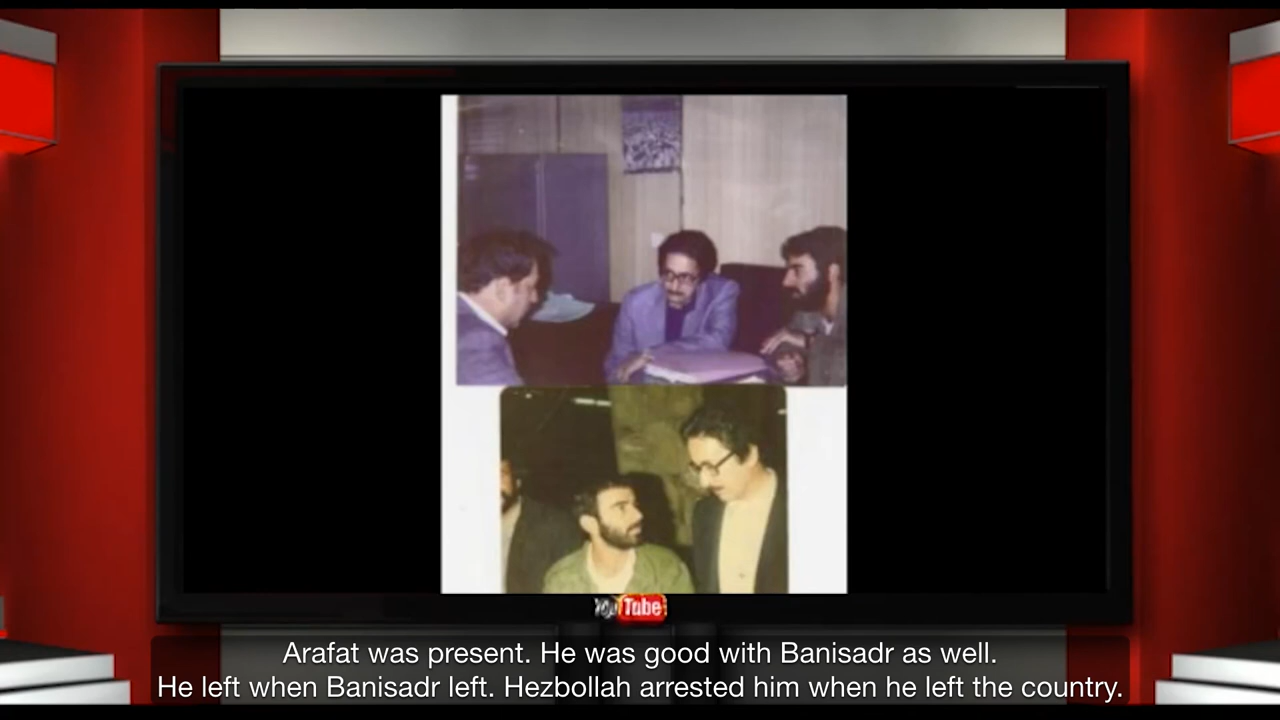 YouTube
Arafat was present. He was good with Banisadr as well.
He left when Banisadr left. Hezbollah arrested him when he left the country.